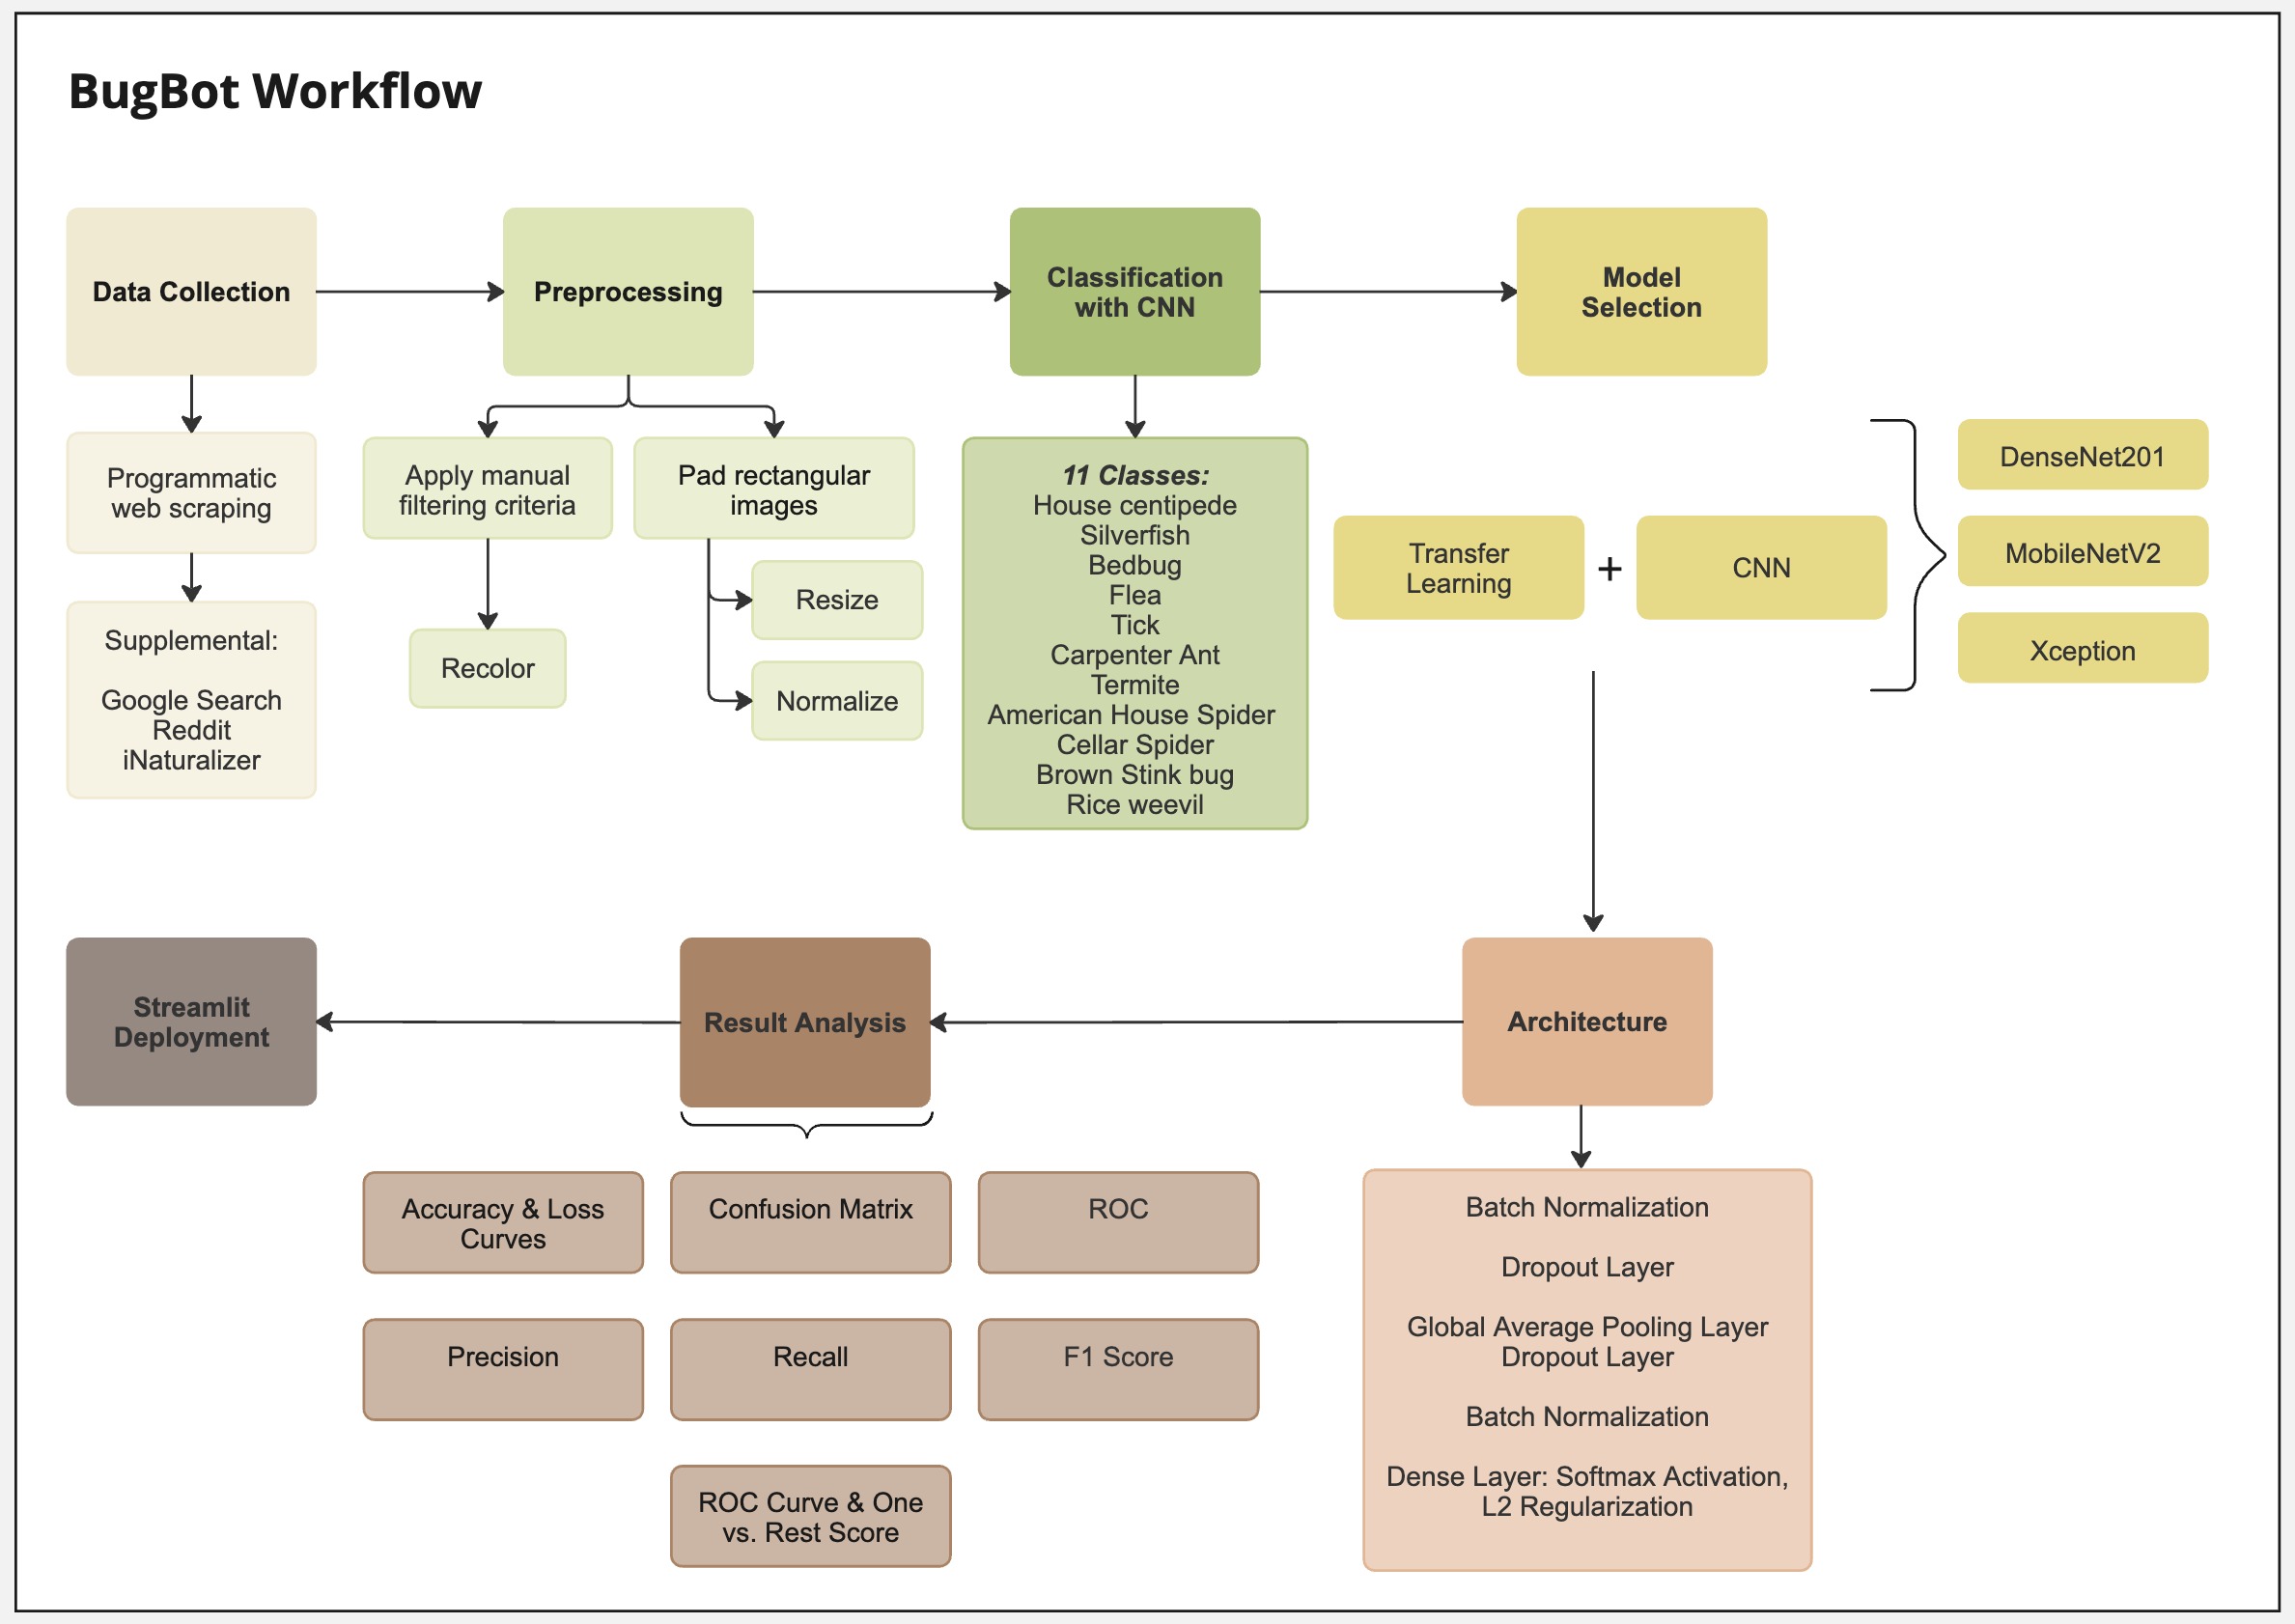 BugBot Workflow
Data Collection
Preprocessing
Classification
with CNN
Model
Selection
Programmatic
web scraping
Supplemental:
Google Search
Reddit
iNaturalizer
Apply manual
filtering criteria
Recolor
Pad rectangular
images
Resize
Normalize
11 Classes:
House centipede
Silverfish
Bedbug
Flea
Tick
Carpenter Ant
Termite
American House Spider
Cellar Spider
Brown Stink bug
Rice weevil
Transfer
Learning
+
CNN
DenseNet201
MobileNetV2
Xception
Streamlit
Deployment
Result Analysis
Architecture
Accuracy & Loss
Curves
Confusion Matrix
ROC
Precision
Recall
F1 Score
ROC Curve & One
vs. Rest Score
Batch Normalization
Dropout Layer
Global Average Pooling Layer
Dropout Layer
Batch Normalization
Dense Layer: Softmax Activation,
L2 Regularization